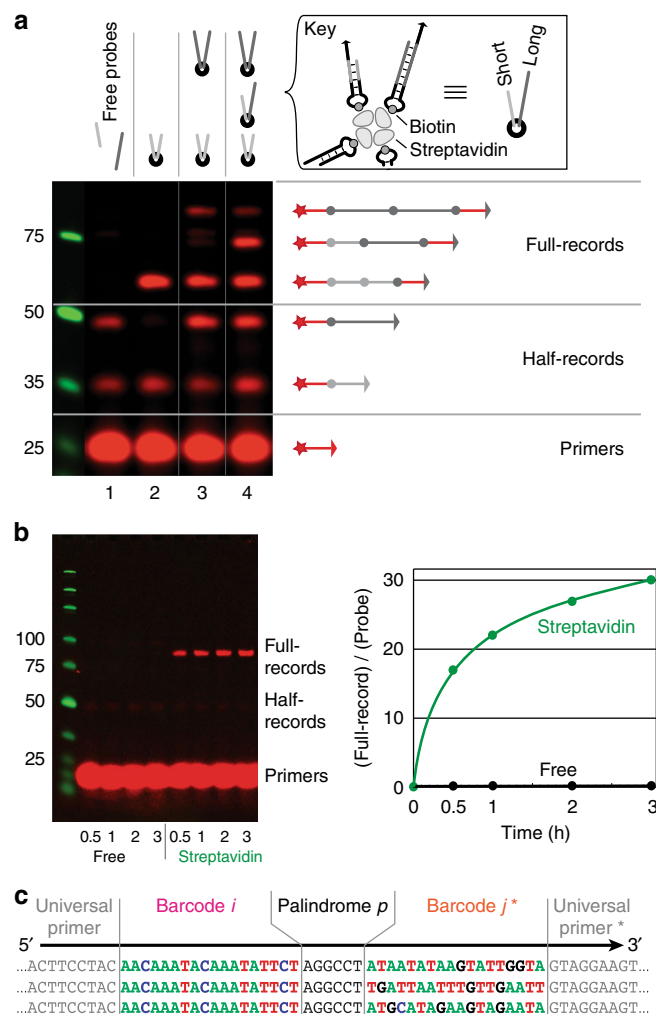 a
Free probes
Key
Biotin
Streptavidin
≡
Short
Long
75
50
35
25
Full-records
Half-records
Primers
1 2 3 4
b
100
75
50
25
Full-
records
Half-
records
Primers
0.5 1 2 3 0.5 1 2 3
Free Streptavidin
(Full-record) / (Probe)
30
20
10
0
Streptavidin
Free
0 0.5 1 2 3
Time (h)
c
Universal primer
Barcode i
Palindrome p
Barcode j*
Universal primer *
5′ 3′
...ACTTCCTAC AACAAATACAAATATTCT AGGCCT ATAATATAAGTATTGGTA GTAGGAAGT...
...ACTTCCTAC AACAAATACAAATATTCT AGGCCT TGATTAATTTGTTGAATT GTAGGAAGT...
...ACTTCCTAC AACAAATACAAATATTCT AGGCCT ATGCATAGAAGTAGAATA GTAGGAAGT...